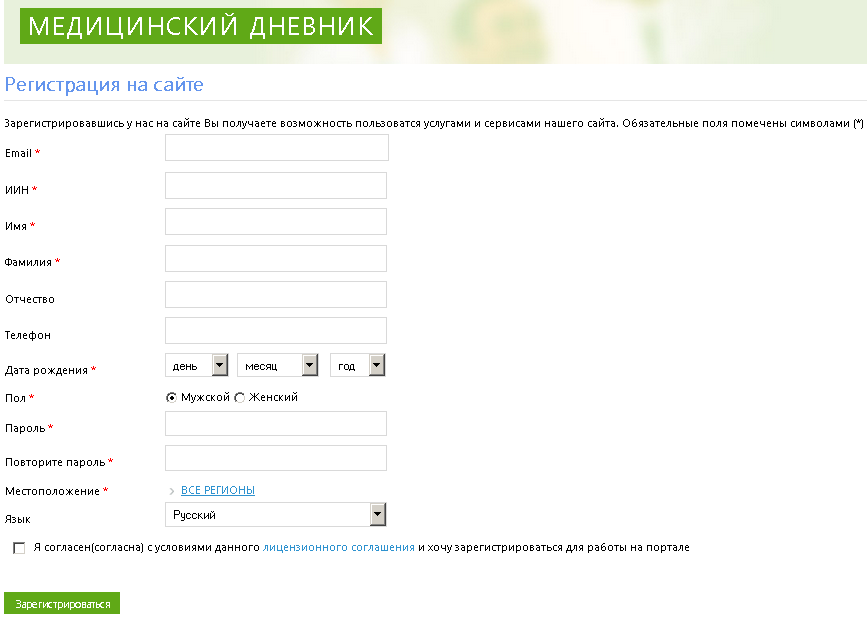 МЕДИЦИНСКИЙ ДНЕВНИК
Регистрация на сайте
Зарегистрировавшись у нас на сайте Вы получаете возможность пользоватся услугами и сервисами нашего сайта. Обязательные поля помечены символами (*)
Email *
ИИН *
Имя *
Фамилия *
Отчество
Телефон
Дата рождения * день месяц год
Пол * Мужской Женский
Пароль *
Повторите пароль *
Местоположение * ВСЕ РЕГИОНЫ
Язык Русский
Я согласен(согласна) с условиями данного лицензионного соглашения и хочу зарегистрироваться для работы на портале
Зарегистрироваться